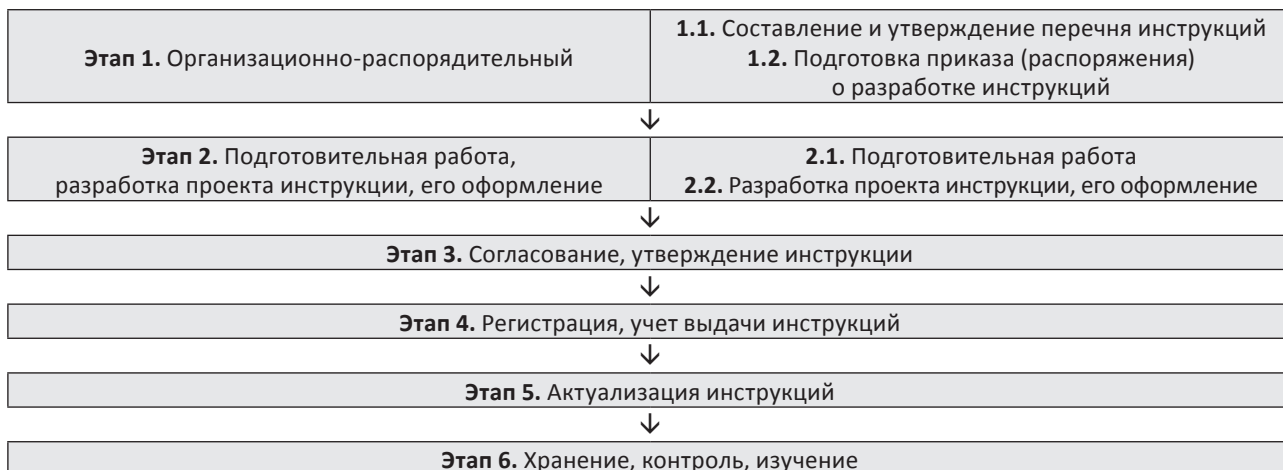 Этап 1. Организационно-распорядительный
1.1. Составление и утверждение перечня инструкций
1.2. Подготовка приказа (распоряжения)
о разработке инструкций
↓
Этап 2. Подготовительная работа,
разработка проекта инструкции, его оформление
2.1. Подготовительная работа
2.2. Разработка проекта инструкции, его оформление
↓
Этап 3. Согласование, утверждение инструкции
↓
Этап 4. Регистрация, учет выдачи инструкций
↓
Этап 5. Актуализация инструкций
↓
Этап 6. Хранение, контроль, изучение